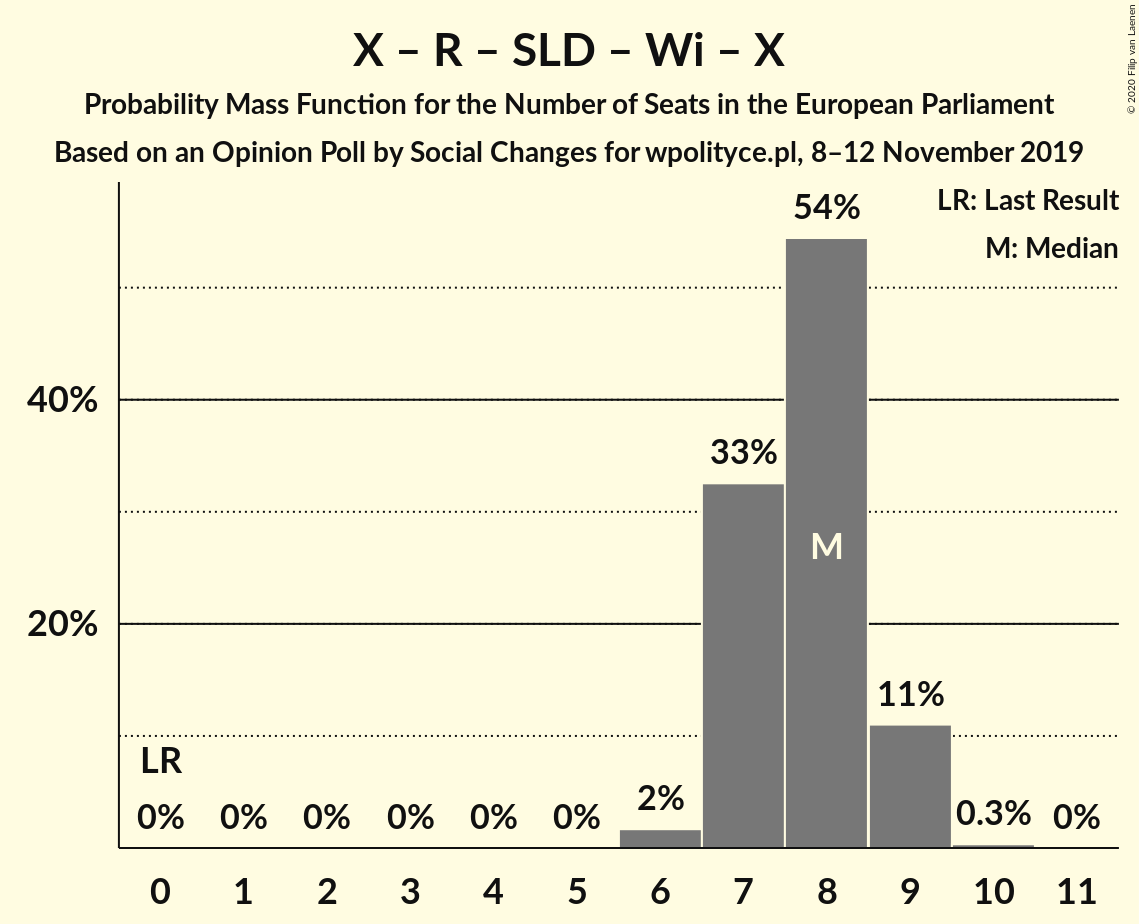 X – R – SLD – Wi – X
Probability Mass Function for the Number of Seats in the European Parliament
Based on an Opinion Poll by Social Changes for wpolityce.pl, 8–12 November 2019
© 2020 Filip van Laenen
LR: Last Result
M: Median
54%
40%
33%
M
20%
11%
LR
2%
0% 0% 0% 0% 0% 0% 0.3% 0%
0 1 2 3 4 5 6 7 8 9 10 11